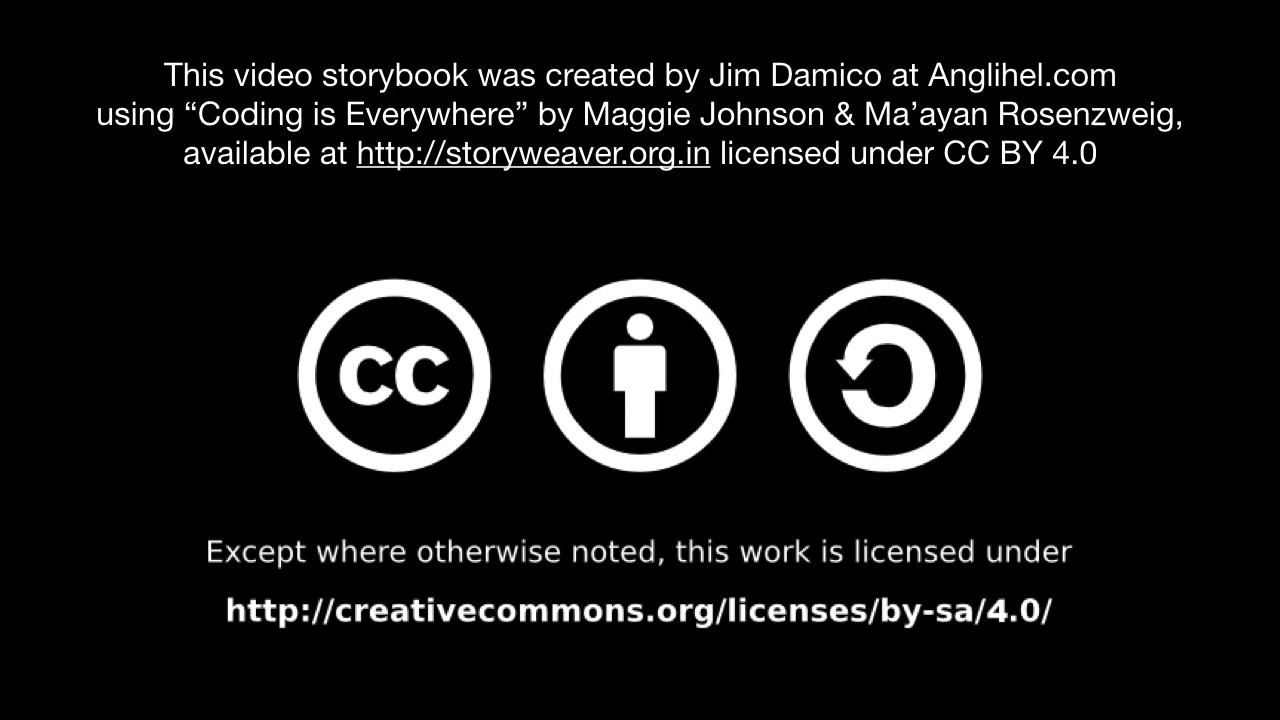 This video storybook was created by Jim Damico at Anglihel.com
using “Coding is Everywhere” by Maggie Johnson & Ma’ayan Rosenzweig,
available at http://storyweaver.org.in licensed under CC BY 4.0
cc
Except where otherwise noted, this work is licensed under
http://creativecommons.org/licenses/by-sa/4.0/